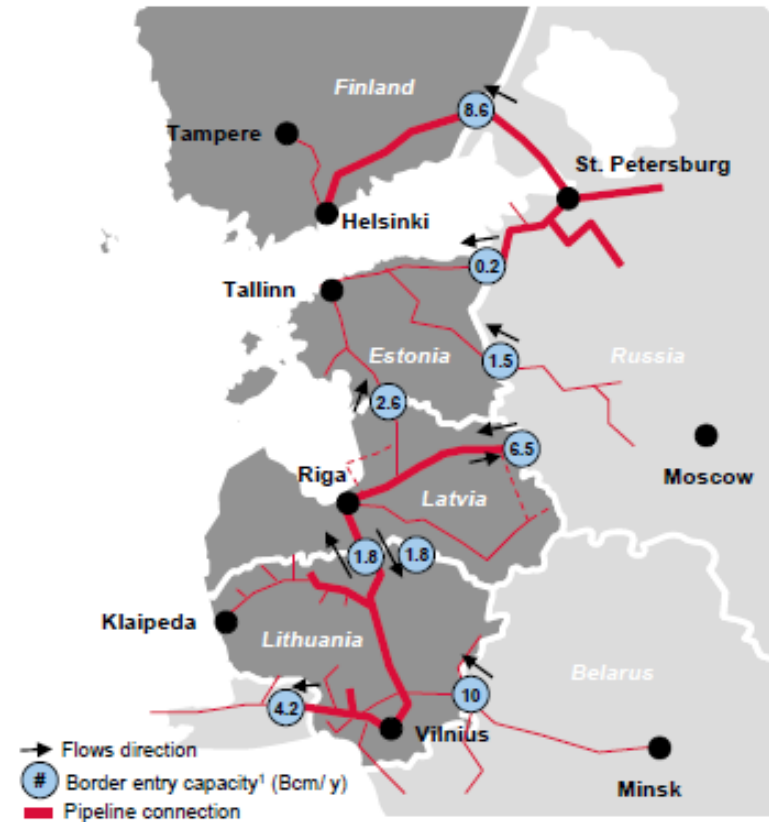 Finland
8.6
Tampere
St. Petersburg
Helsinki
0.2
Tallinn
Estonia
1.5
Russia
2.6
6.5
Moscow
Riga
Latvia
1.8
1.8
Klaipeda
Lithuania
Belarus
10
4.2
Vilnius
Flows direction
# Border entry capacity¹ (Bcm/ y)
Minsk
Pipeline connection